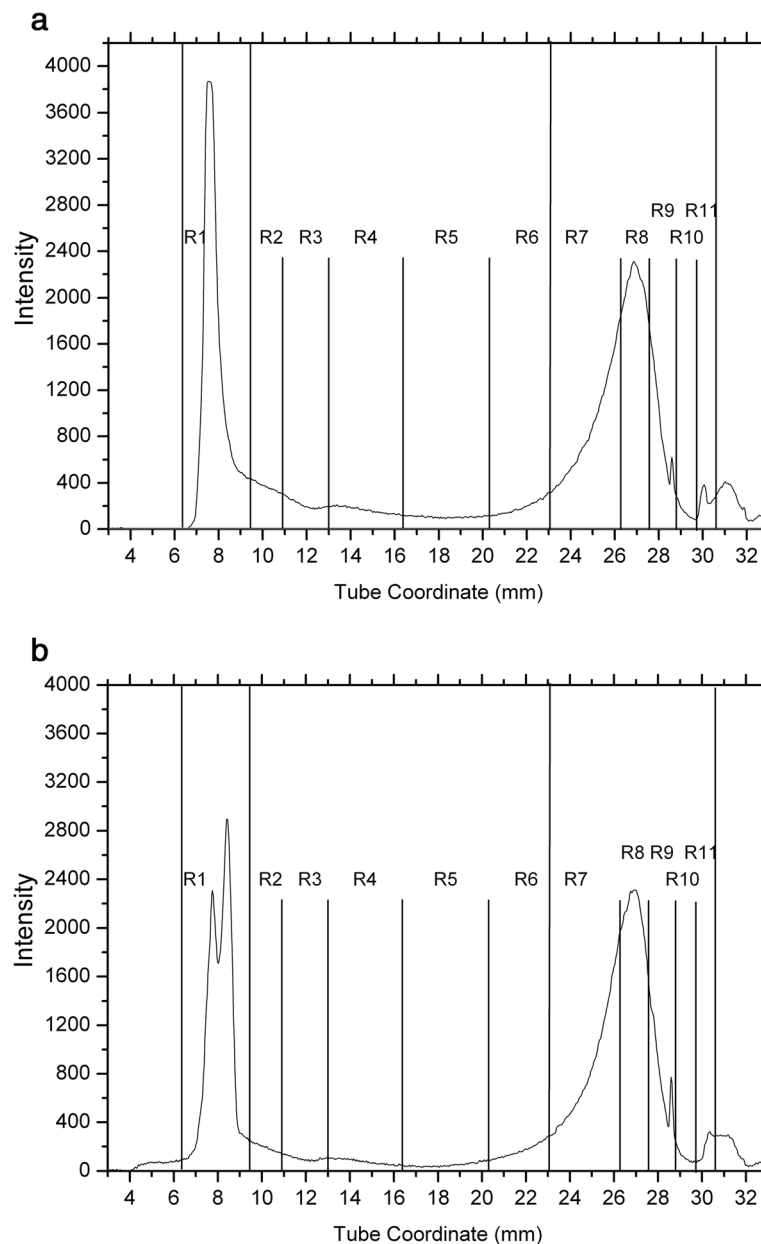 a
4000
3600
3200
2800
2400
2000
1600
1200
800
400
0
Intensity
R9 R11
R1 R2 R3 R4 R5 R6 R7 R8 R10
4 6 8 10 12 14 16 18 20 22 24 26 28 30 32
Tube Coordinate (mm)
b
4000
3600
3200
2800
2400
2000
1600
1200
800
400
0
Intensity
R8 R9 R11
R1 R2 R3 R4 R5 R6 R7 R10
4 6 8 10 12 14 16 18 20 22 24 26 28 30 32
Tube Coordinate (mm)